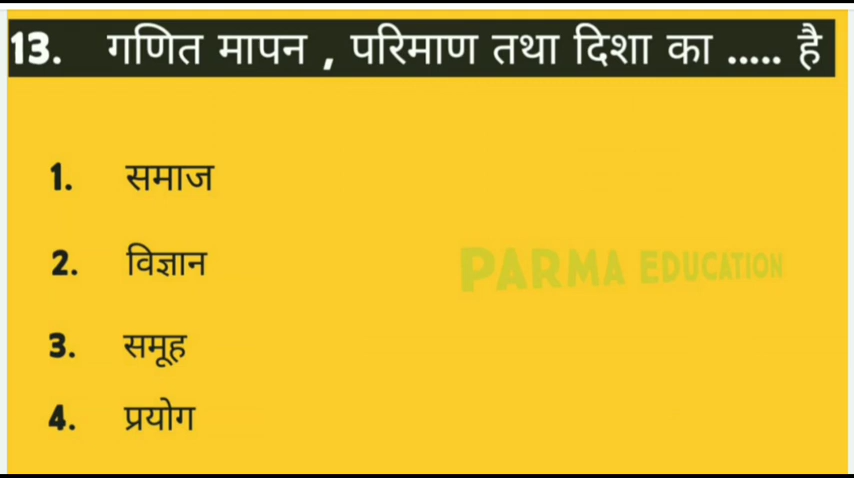 13. गणित मापन , परिमाण तथा दिशा का ..... है
1. समाज
2. विज्ञान
PARMA EDUCATION
3. समूह
4. प्रयोग